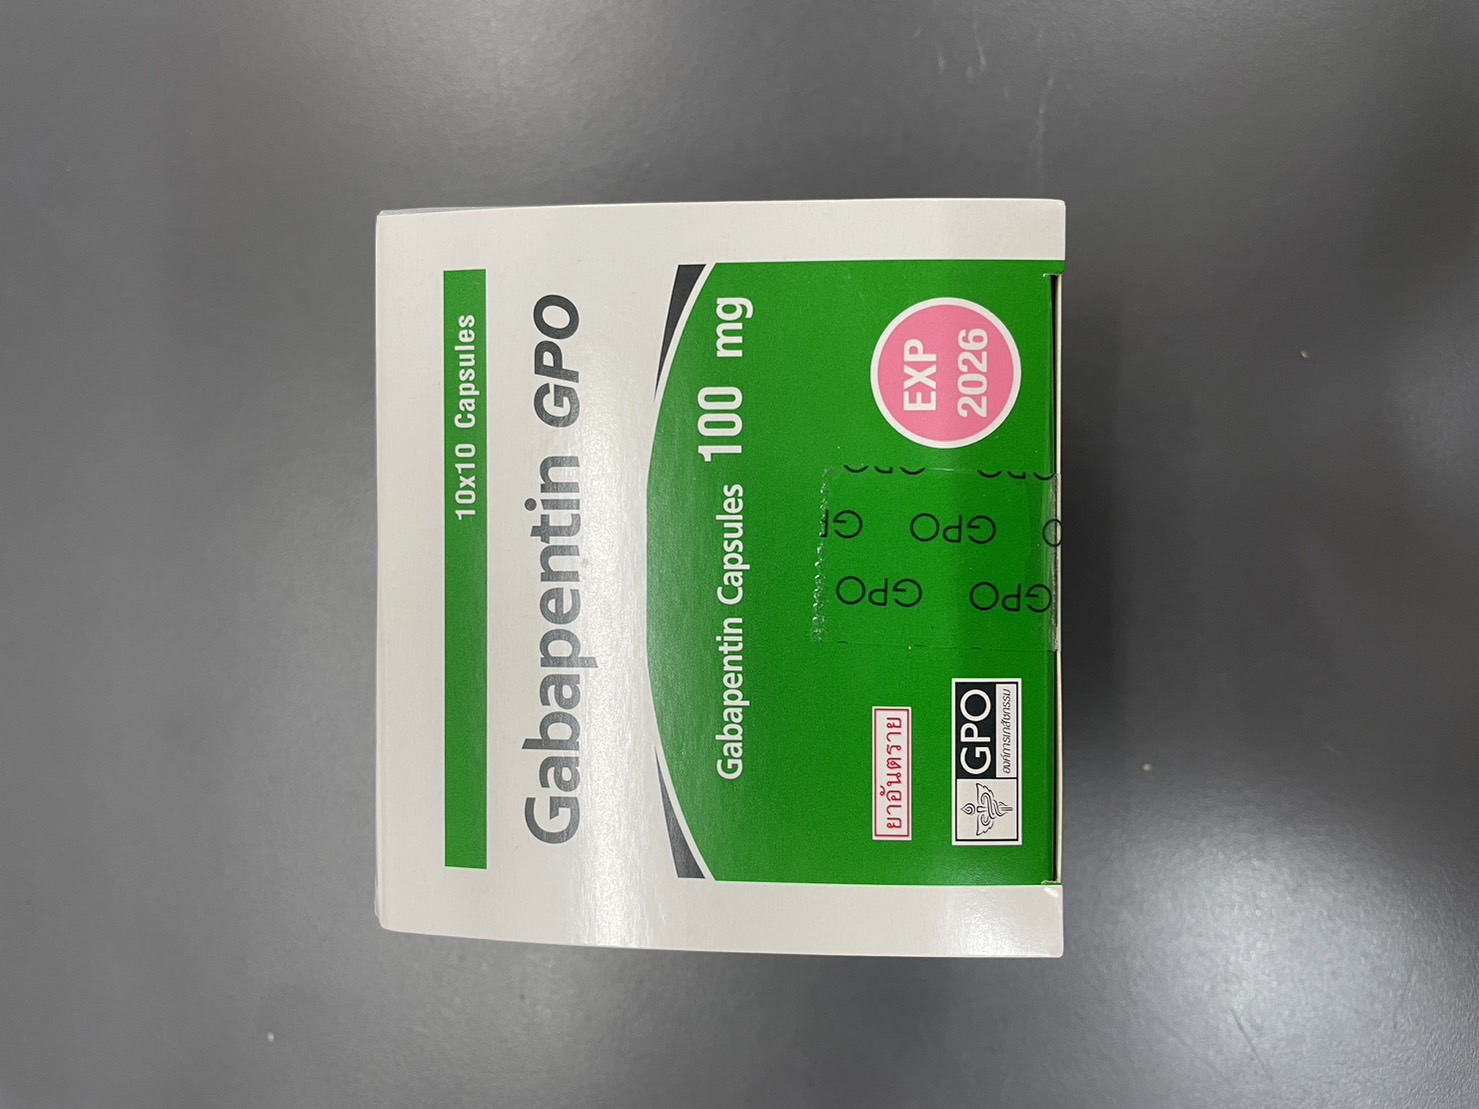 10x10 Capsules
Gabapentin GPO
Gabapentin Capsules 100 mg
ยาอันตราย
EXP
2026
GPO
องค์การเภสัชกรรม
GPO GPO
GPO GPO